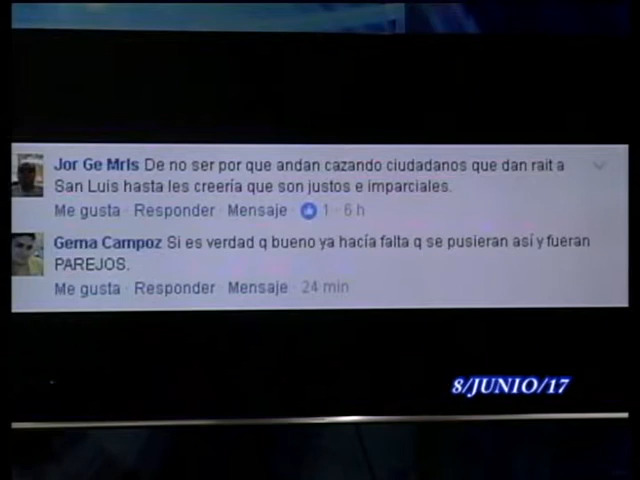 Jor Ge Mrls De no ser por que andan cazando ciudadanos que dan rait a
San Luis hasta les creería que son justos e imparciales.
Me gusta · Responder · Mensaje · 1 · 6 h
Gema Campoz Si es verdad q bueno ya hacía falta q se pusieran así y fueran
PAREJOS.
Me gusta · Responder · Mensaje · 24 min
8/JUNIO/17